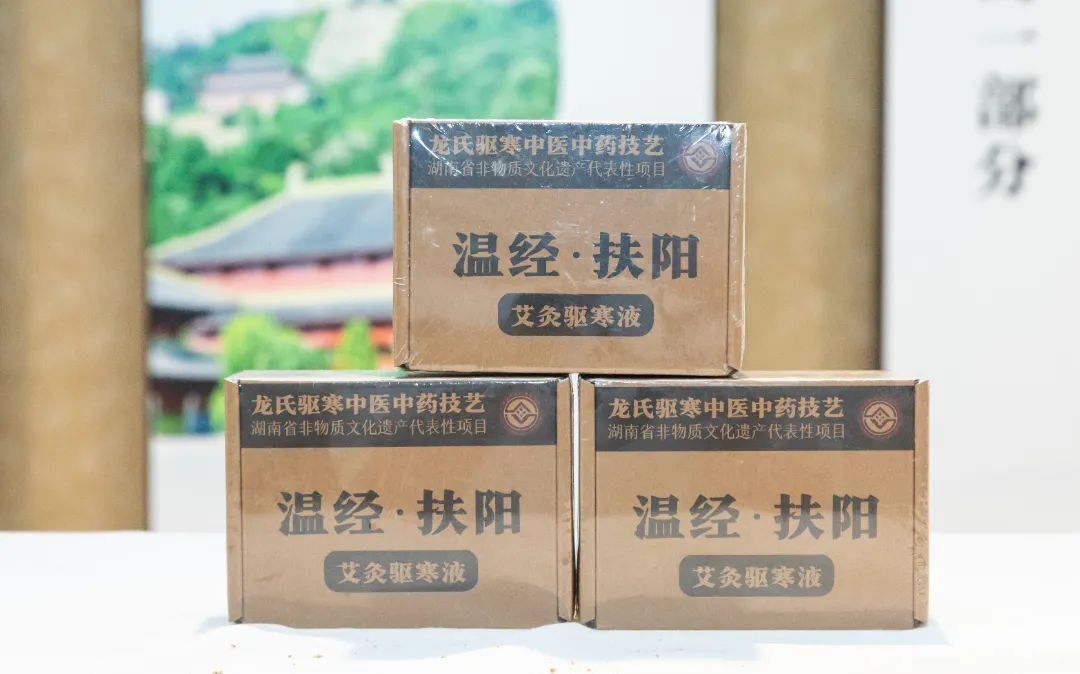 一部分
龙氏驱寒中医中药技艺
湖南省非物质文化遗产代表性项目
温经·扶阳
艾灸驱寒液
龙氏驱寒中医中药技艺
湖南省非物质文化遗产代表性项目
温经·扶阳
艾灸驱寒液
龙氏驱寒中医中药技艺
湖南省非物质文化遗产代表性项目
温经·扶阳
艾灸驱寒液